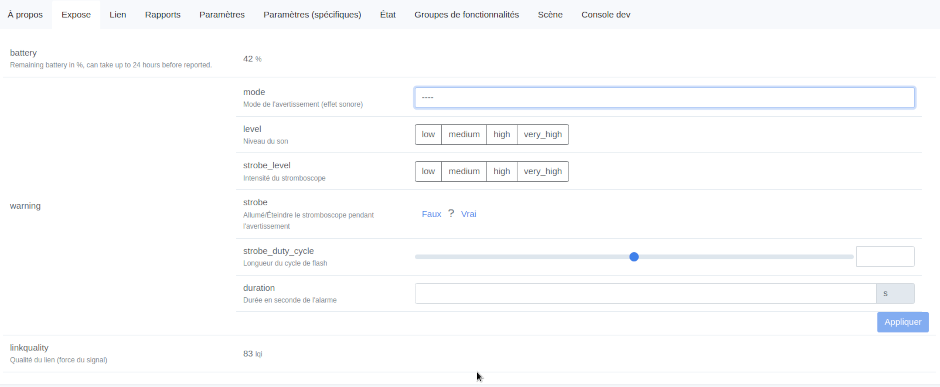 À propos
Expose
Lien
Rapports
Paramètres
Paramètres (spécifiques)
État
Groupes de fonctionnalités
Scène
Console dev
battery
Remaining battery in %, can take up to 24 hours before reported.
42 %
warning
mode
Mode de l'avertissement (effet sonore)
----
level
Niveau du son
low
medium
high
very_high
strobe_level
Intensité du stromboscope
low
medium
high
very_high
strobe
Allumé/Éteindre le stromboscope pendant
l'avertissement
Faux
?
Vrai
strobe_duty_cycle
Longueur du cycle de flash
duration
Durée en seconde de l'alarme
s
Appliquer
linkquality
Qualité du lien (force du signal)
83 lqi